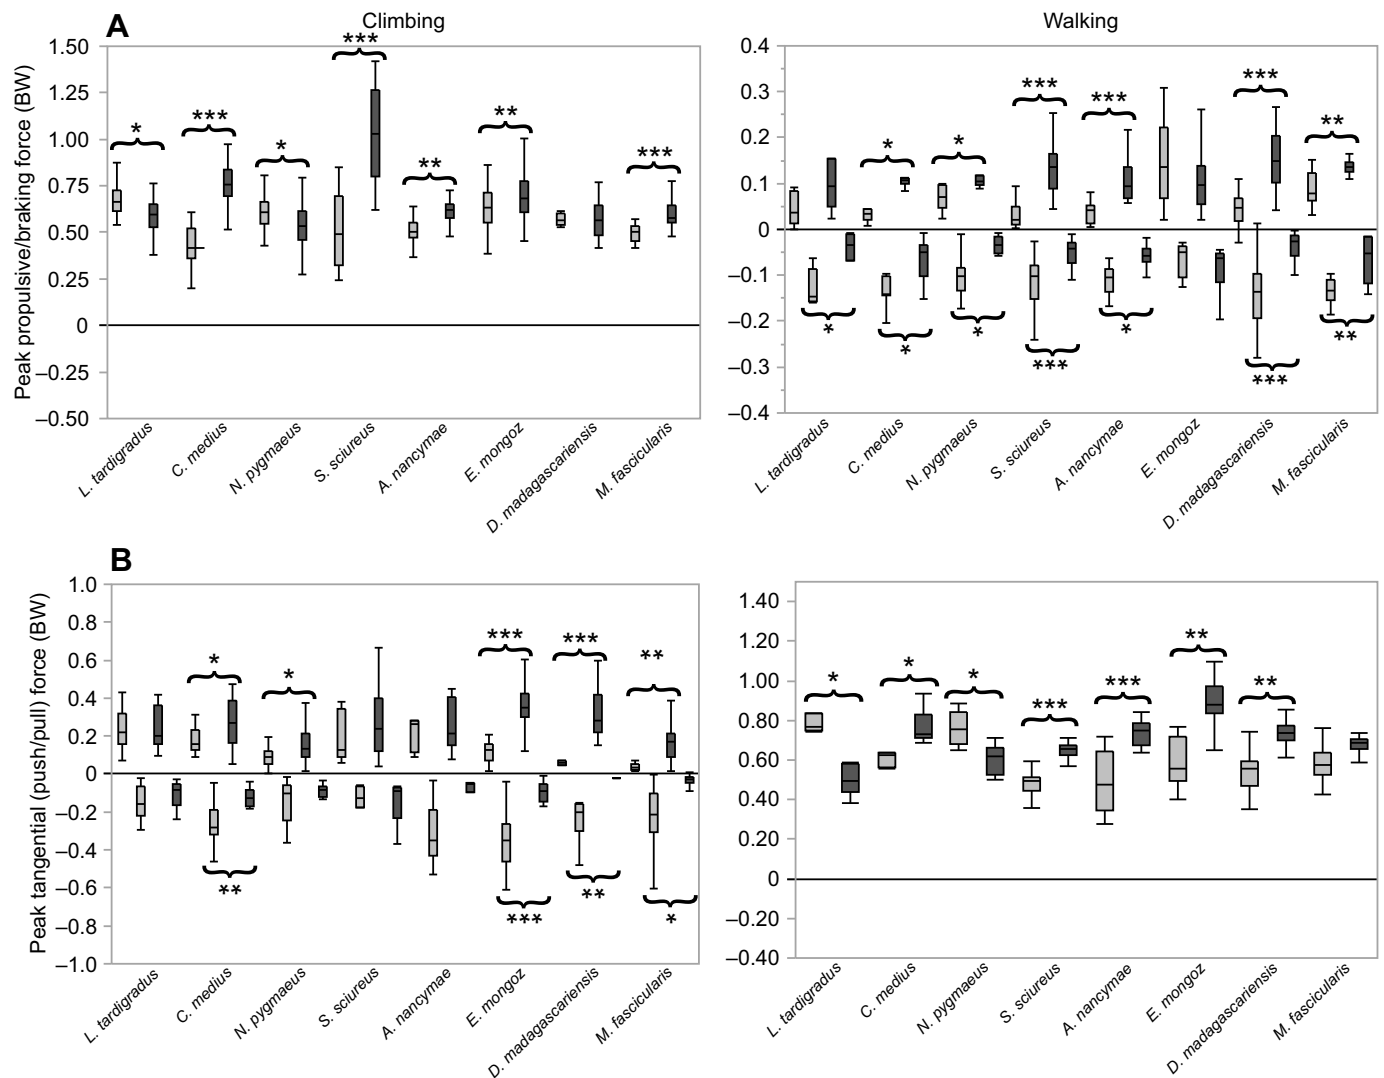 A
Climbing
Walking
Peak propulsive/braking force (BW)
1.50
1.25
1.00
0.75
0.50
0.25
0
–0.25
–0.50
*
***
*
***
**
**
***
L. tardigradus
C. medius
N. pygmaeus
S. sciureus
A. nancymae
E. mongoz
D. madagascariensis
M. fascicularis
0.4
0.3
0.2
0.1
0
–0.1
–0.2
–0.3
–0.4
*
*
***
***
***
**
*
*
*
***
*
***
**
L. tardigradus
C. medius
N. pygmaeus
S. sciureus
A. nancymae
E. mongoz
D. madagascariensis
M. fascicularis
B
Peak tangential (push/pull) force (BW)
1.0
0.8
0.6
0.4
0.2
0
–0.2
–0.4
–0.6
–0.8
–1.0
*
*
***
***
**
**
***
**
*
L. tardigradus
C. medius
N. pygmaeus
S. sciureus
A. nancymae
E. mongoz
D. madagascariensis
M. fascicularis
1.40
1.20
1.00
0.80
0.60
0.40
0.20
0
–0.20
–0.40
*
*
*
***
***
**
**
L. tardigradus
C. medius
N. pygmaeus
S. sciureus
A. nancymae
E. mongoz
D. madagascariensis
M. fascicularis